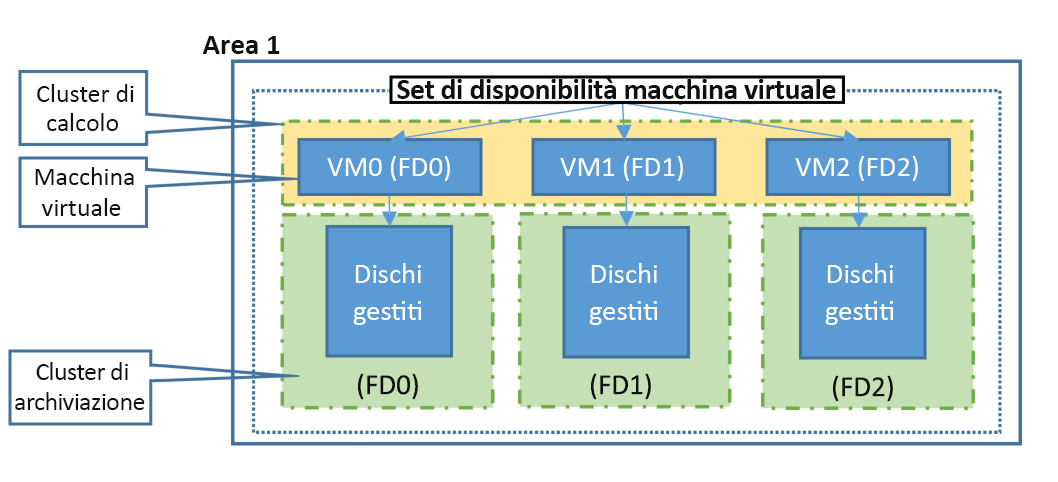 Area 1
Cluster di
calcolo
Set di disponibilità macchina virtuale
Macchina
virtuale
VM0 (FD0)
VM1 (FD1)
VM2 (FD2)
Dischi
gestiti
Dischi
gestiti
Dischi
gestiti
Cluster di
archiviazione
(FD0)
(FD1)
(FD2)